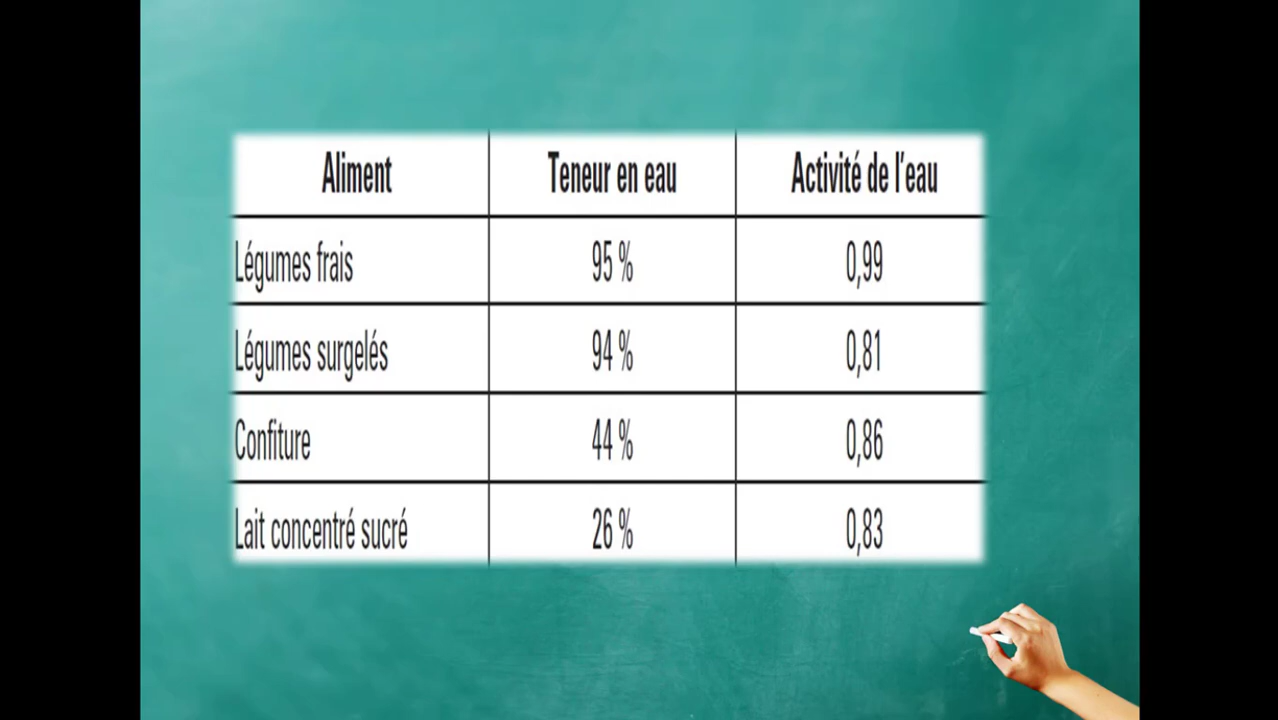 Aliment Teneur en eau Activité de l'eau
Légumes frais 95 % 0,99
Légumes surgelés 94 % 0,81
Confiture 44 % 0,86
Lait concentré sucré 26 % 0,83